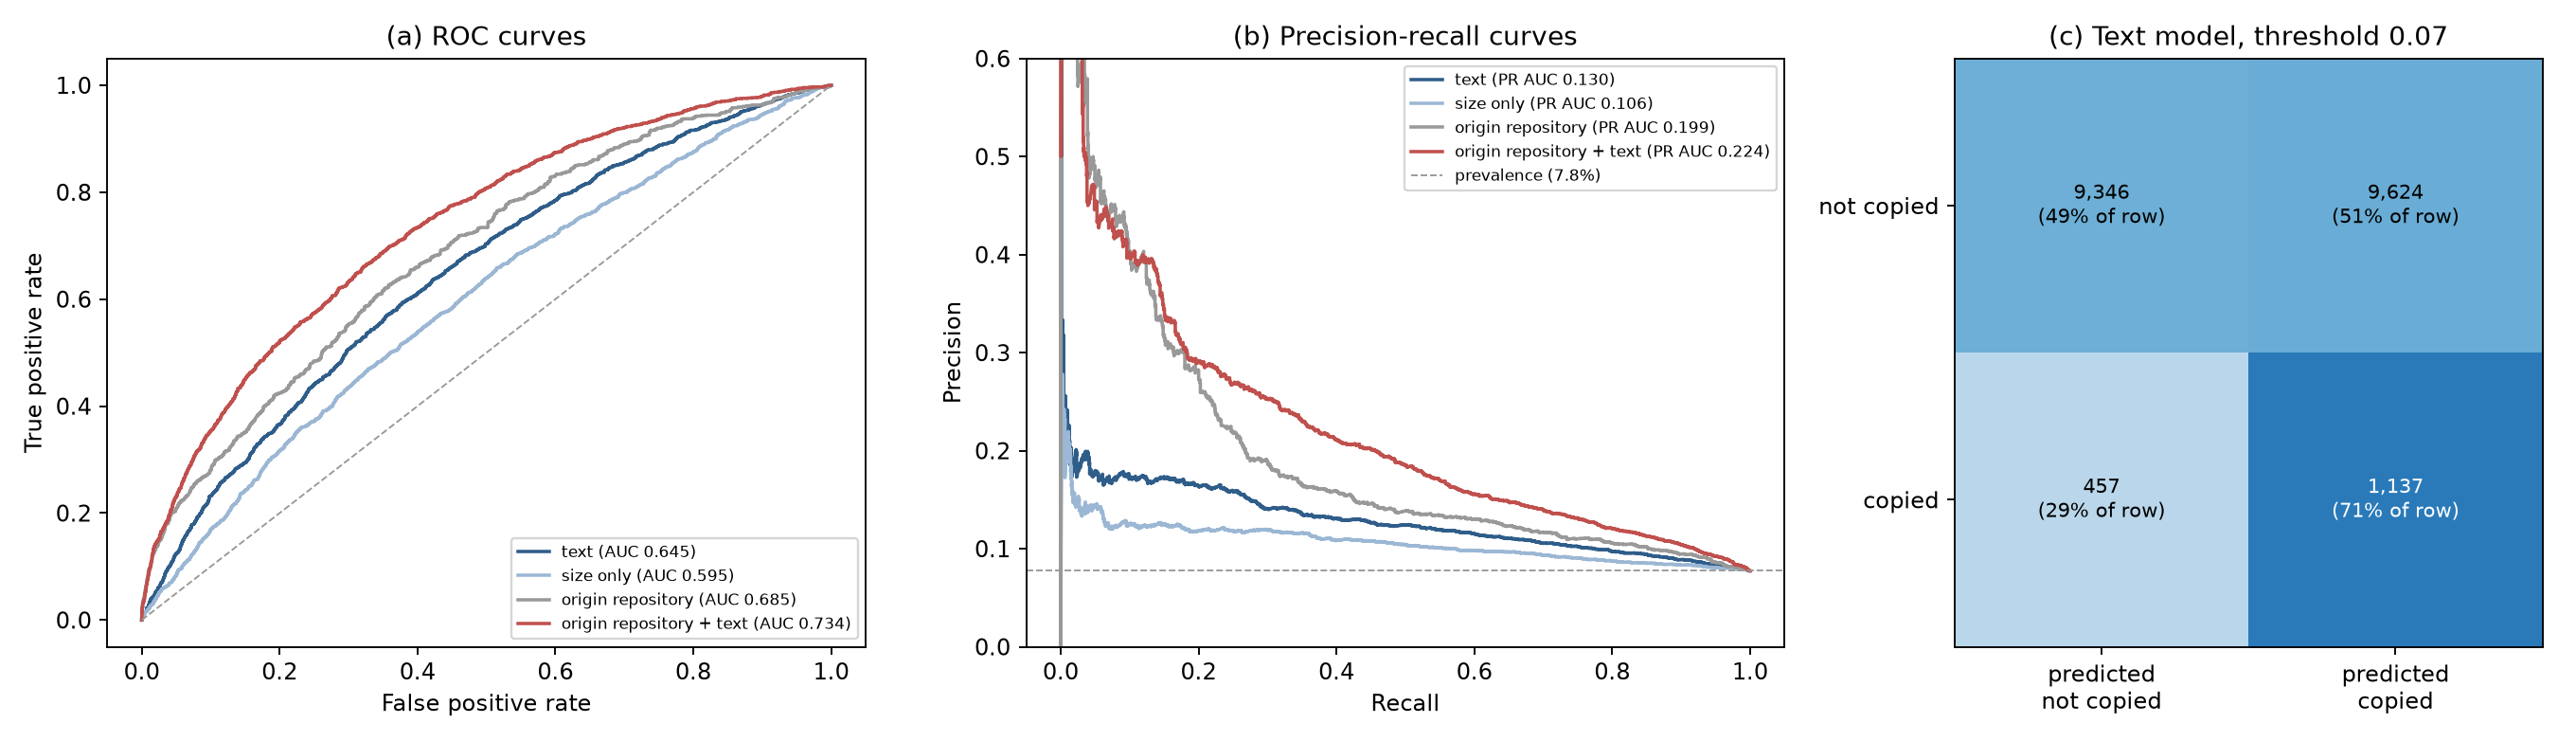 (a) ROC curves
True positive rate
1.0
0.8
0.6
0.4
0.2
0.0
text (AUC 0.645)
size only (AUC 0.595)
origin repository (AUC 0.685)
origin repository + text (AUC 0.734)
0.0 0.2 0.4 0.6 0.8 1.0
False positive rate
(b) Precision-recall curves
Precision
0.6
0.5
0.4
0.3
0.2
0.1
0.0
text (PR AUC 0.130)
size only (PR AUC 0.106)
origin repository (PR AUC 0.199)
origin repository + text (PR AUC 0.224)
prevalence (7.8%)
0.0 0.2 0.4 0.6 0.8 1.0
Recall
(c) Text model, threshold 0.07
not copied
9,346
(49% of row)
9,624
(51% of row)
copied
457
(29% of row)
1,137
(71% of row)
predicted
not copied
predicted
copied